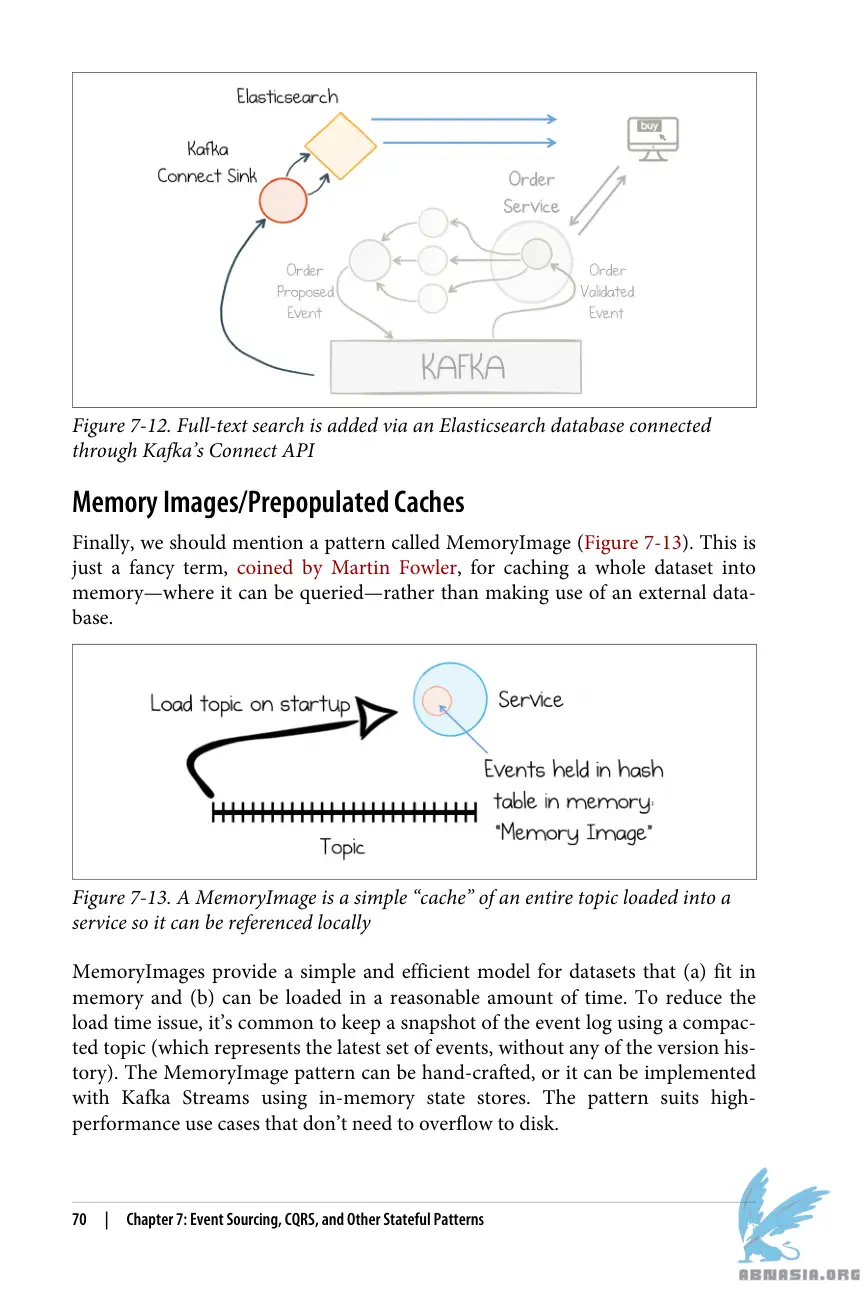 Elasticsearch
Kafka
Connect Sink
buy
Order
Service
Order
Proposed
Event
Order
Validated
Event
KAFKA
Figure 7-12. Full-text search is added via an Elasticsearch database connected
through Kafka’s Connect API
Memory Images/Prepopulated Caches
Finally, we should mention a pattern called MemoryImage (Figure 7-13). This is
just a fancy term, coined by Martin Fowler, for caching a whole dataset into
memory—where it can be queried—rather than making use of an external data-
base.
Load topic on startup
Service
Events held in hash
table in memory:
"Memory Image"
Topic
Figure 7-13. A MemoryImage is a simple “cache” of an entire topic loaded into a
service so it can be referenced locally
MemoryImages provide a simple and efficient model for datasets that (a) fit in
memory and (b) can be loaded in a reasonable amount of time. To reduce the
load time issue, it’s common to keep a snapshot of the event log using a compac-
ted topic (which represents the latest set of events, without any of the version his-
tory). The MemoryImage pattern can be hand-crafted, or it can be implemented
with Kafka Streams using in-memory state stores. The pattern suits high-
performance use cases that don’t need to overflow to disk.
70 | Chapter 7: Event Sourcing, CQRS, and Other Stateful Patterns
ABNASIA.ORG